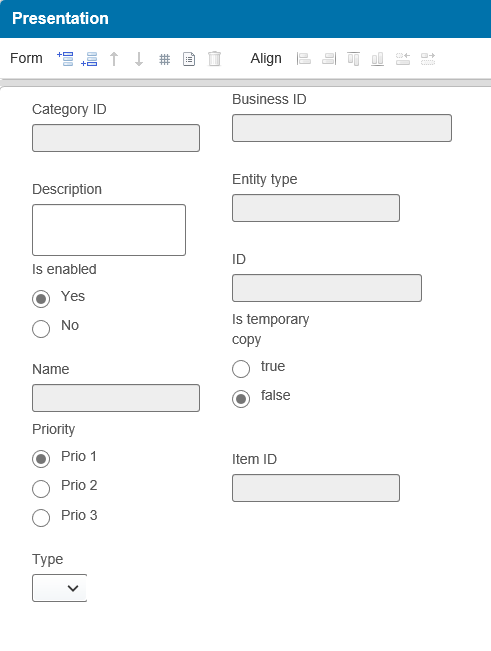 Presentation
Form
Align
Category ID
Business ID
Description
Entity type
Is enabled
Yes
No
ID
Is temporary
copy
true
false
Name
Priority
Prio 1
Prio 2
Prio 3
Item ID
Type